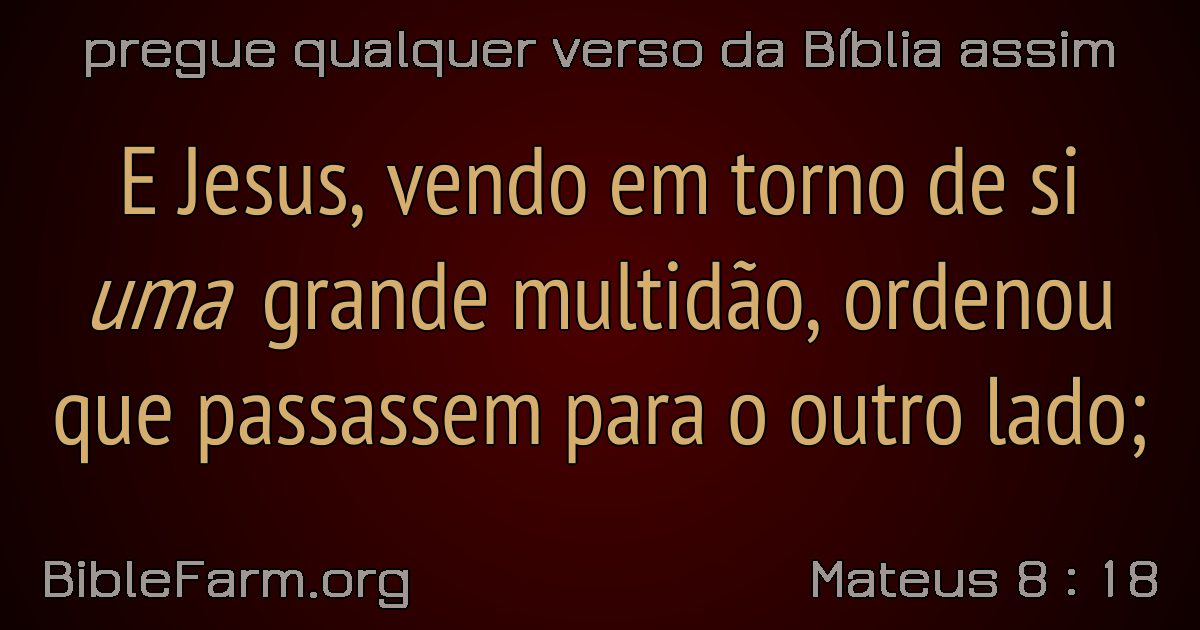 pregue qualquer verso da Bíblia assim
E Jesus, vendo em torno de si
uma grande multidão, ordenou
que passassem para o outro lado;
BibleFarm.org
Mateus 8 : 18